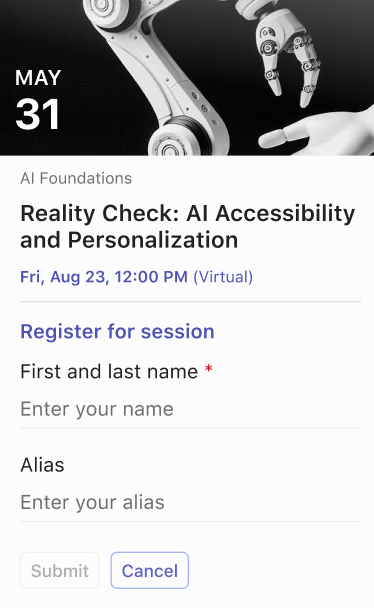 MAY
31
AI Foundations
Reality Check: AI Accessibility
and Personalization
Fri, Aug 23, 12:00 PM (Virtual)
Register for session
First and last name *
Enter your name
Alias
Enter your alias
Submit
Cancel